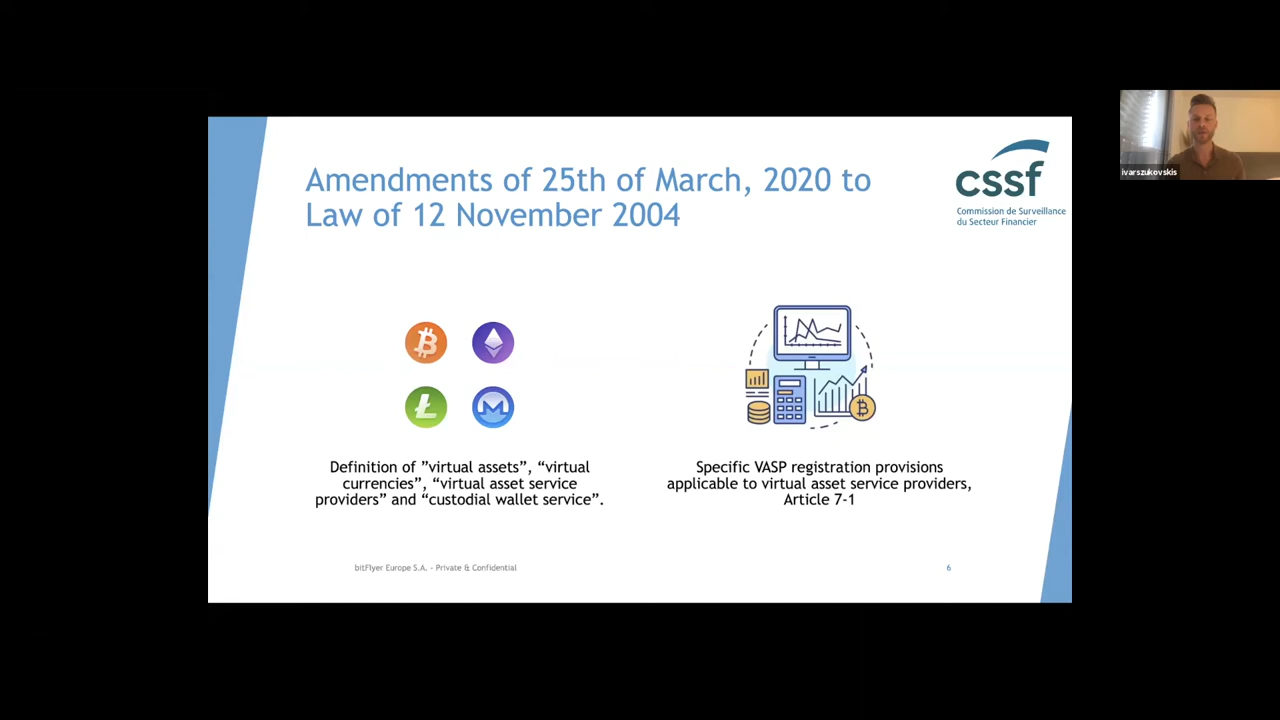 Amendments of 25th of March, 2020 to
Law of 12 November 2004
cssf
Commission de Surveillance
du Secteur Financier
ivarszukovskis
Definition of ”virtual assets”, “virtual
currencies”, “virtual asset service
providers” and “custodial wallet service”.
Specific VASP registration provisions
applicable to virtual asset service providers,
Article 7-1
bitFlyer Europe S.A. - Private & Confidential
6